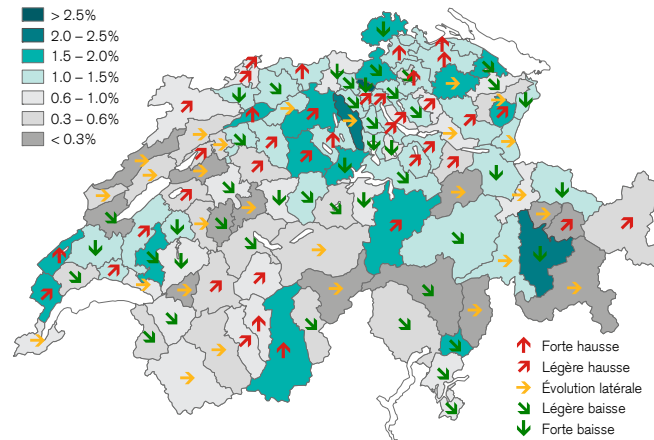 > 2.5%
2.0 – 2.5%
1.5 – 2.0%
1.0 – 1.5%
0.6 – 1.0%
0.3 – 0.6%
< 0.3%
Forte hausse
Légère hausse
Évolution latérale
Légère baisse
Forte baisse